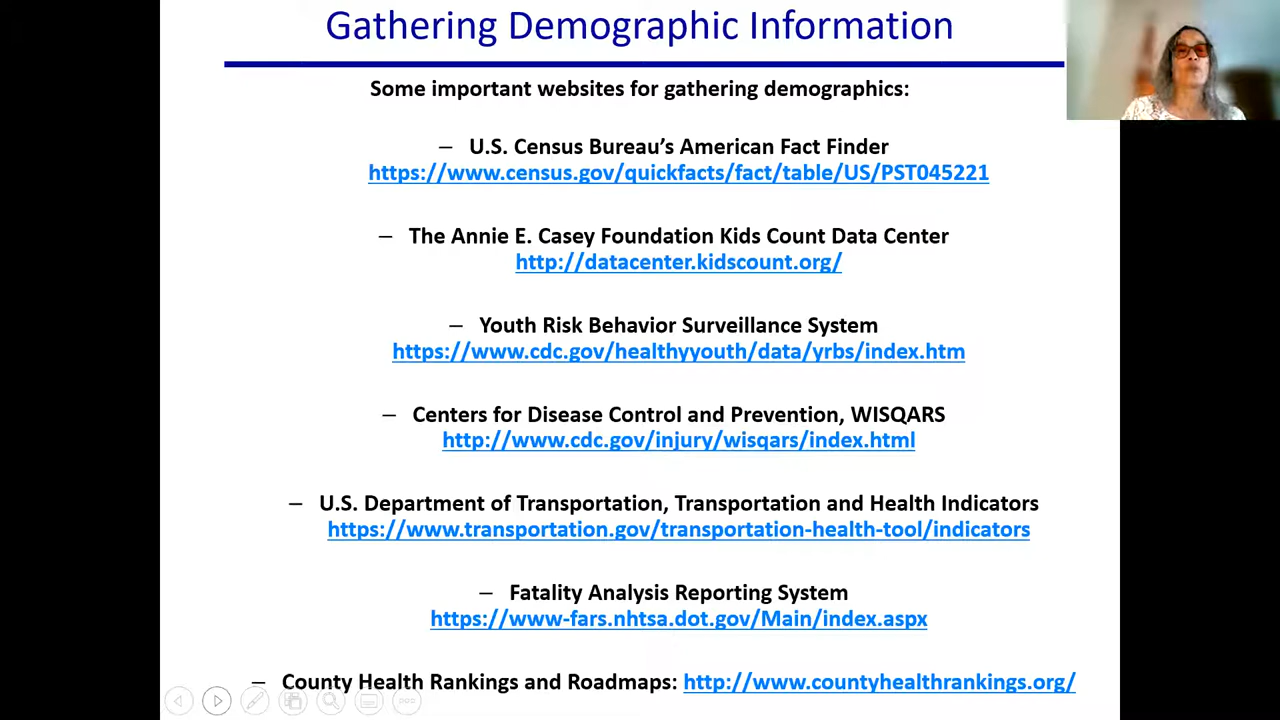 Gathering Demographic Information
Some important websites for gathering demographics:
– U.S. Census Bureau’s American Fact Finder
https://www.census.gov/quickfacts/fact/table/US/PST045221
– The Annie E. Casey Foundation Kids Count Data Center
http://datacenter.kidscount.org/
– Youth Risk Behavior Surveillance System
https://www.cdc.gov/healthyyouth/data/yrbs/index.htm
– Centers for Disease Control and Prevention, WISQARS
http://www.cdc.gov/injury/wisqars/index.html
– U.S. Department of Transportation, Transportation and Health Indicators
https://www.transportation.gov/transportation-health-tool/indicators
– Fatality Analysis Reporting System
https://www-fars.nhtsa.dot.gov/Main/index.aspx
– County Health Rankings and Roadmaps: http://www.countyhealthrankings.org/